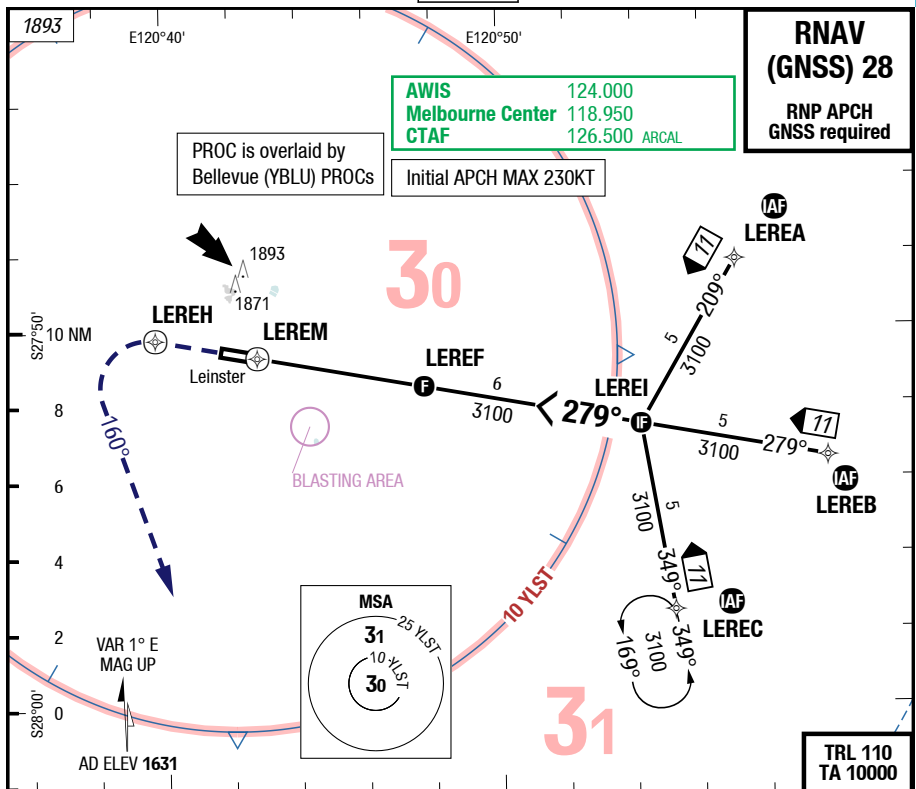 1893
E120°40'
E120°50'
RNAV
(GNSS) 28
RNP APCH
GNSS required
AWIS 124.000
Melbourne Center 118.950
CTAF 126.500 ARCAL
PROC is overlaid by
Bellevue (YBLU) PROCs
Initial APCH MAX 230KT
IAF
LEREA
11
209°
5
3100
1893
1871
30
S27°50'
10 NM
LEREH
LEREM
Leinster
LEREF
F
6
3100
279°
LEREI
IF
5
3100
279°
11
IAF
LEREB
160°
8
6
4
2
0
BLASTING AREA
5
3100
349°
11
IAF
LEREC
349°
3100
169°
10 YLST
MSA
25 YLST
31
10 YLST
30
31
VAR 1° E
MAG UP
S28°00'
AD ELEV 1631
TRL 110
TA 10000